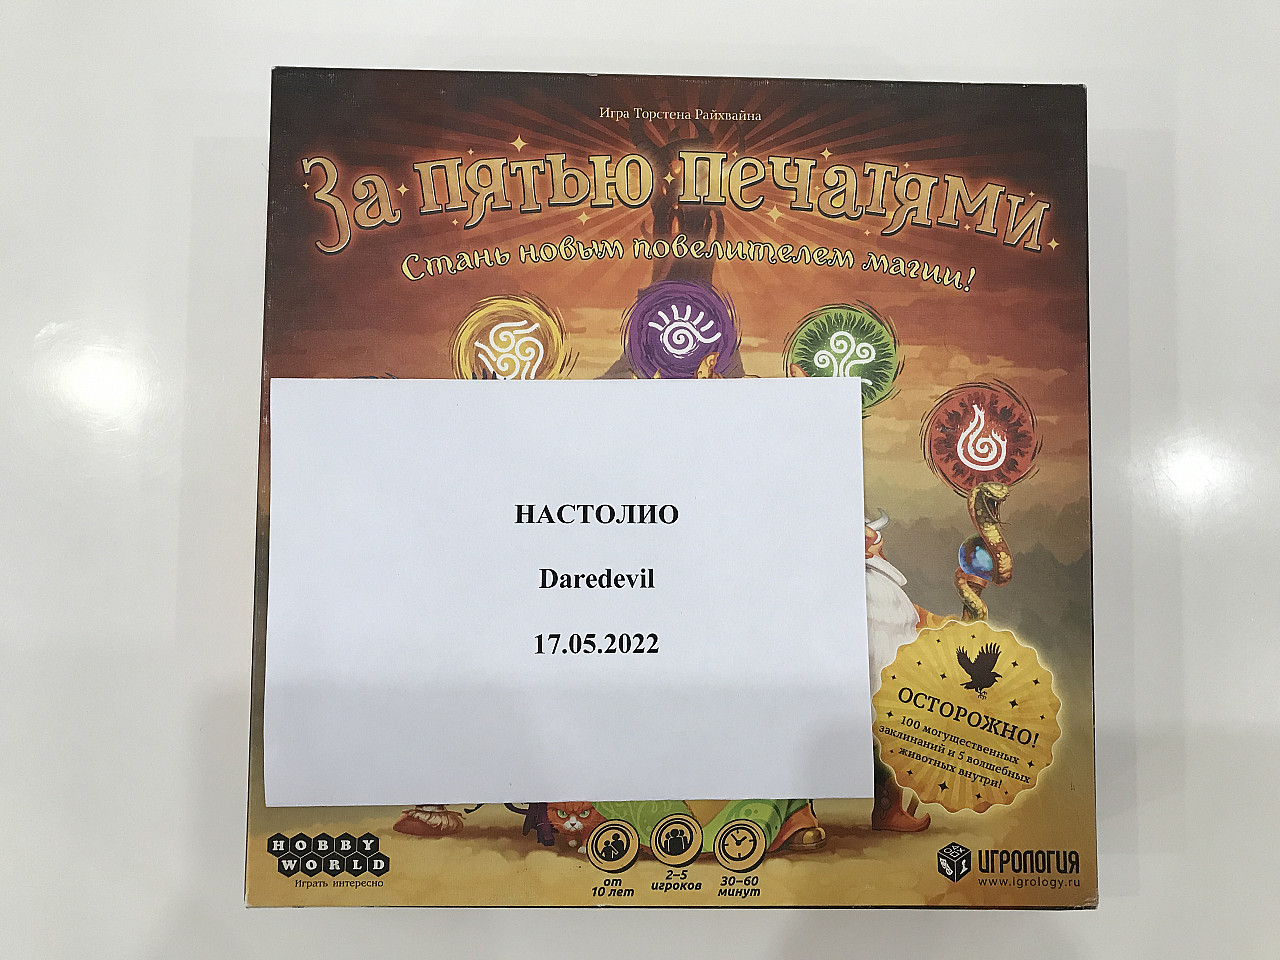 Игра Торстена Райхвайна
За пятью печатями
Стань новым повелителем магии!
НАСТОЛИО
Daredevil
17.05.2022
ОСТОРОЖНО!
100 могущественных
заклинаний и 5 волшебных
животных внутри!
HOBBY
WORLD
Играть интересно
от
10 лет
2–5
игроков
30–60
минут
ИГРОЛОГИЯ
www.igrology.ru